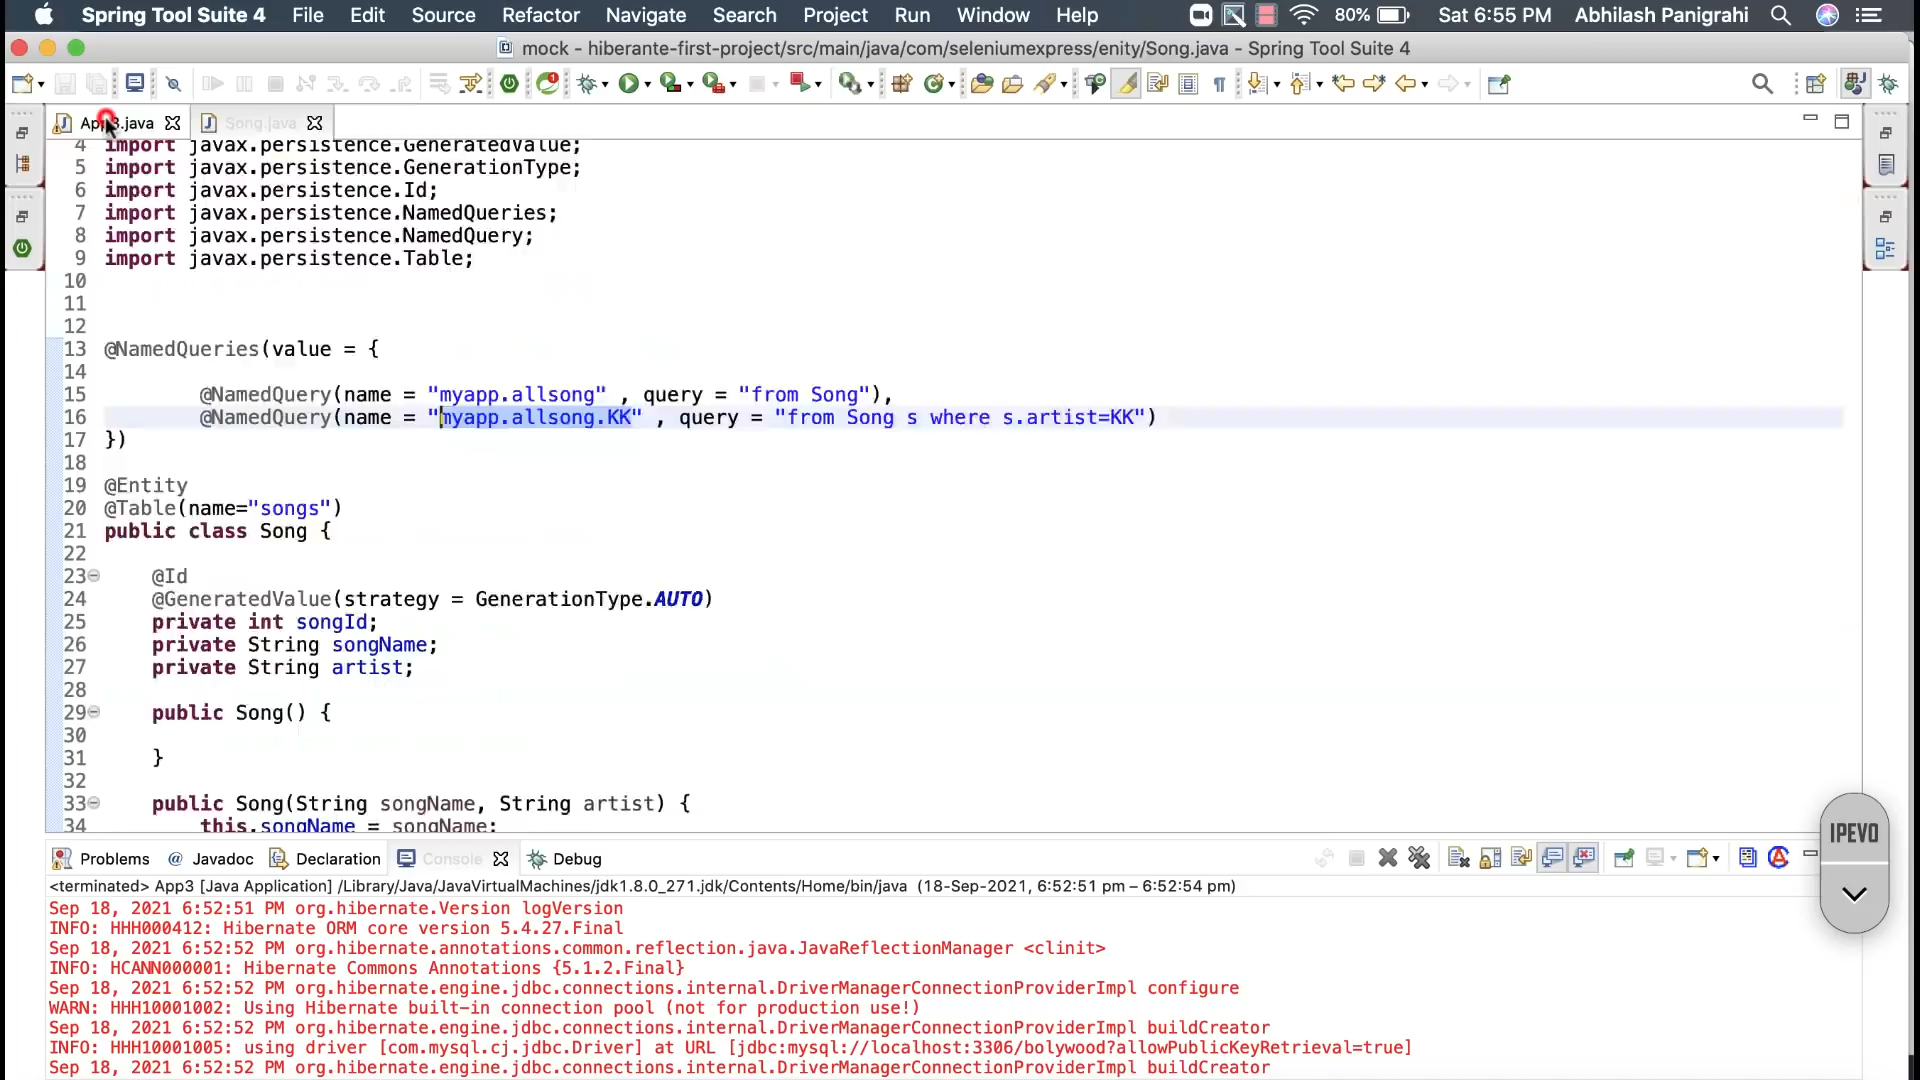 Spring Tool Suite 4 File Edit Source Refactor Navigate Search Project Run Window Help 80% Sat 6:55 PM Abhilash Panigrahi
mock - hiberante-first-project/src/main/java/com/seleniumexpress/enity/Song.java - Spring Tool Suite 4
App3.java Song.java
4 import javax.persistence.GeneratedValue;
5 import javax.persistence.GenerationType;
6 import javax.persistence.Id;
7 import javax.persistence.NamedQueries;
8 import javax.persistence.NamedQuery;
9 import javax.persistence.Table;
10
11
12
13 @NamedQueries(value = {
14
15 @NamedQuery(name = "myapp.allsong" , query = "from Song"),
16 @NamedQuery(name = "myapp.allsong.KK" , query = "from Song s where s.artist=KK")
17 })
18
19 @Entity
20 @Table(name="songs")
21 public class Song {
22
23 @Id
24 @GeneratedValue(strategy = GenerationType.AUTO)
25 private int songId;
26 private String songName;
27 private String artist;
28
29 public Song() {
30
31 }
32
33 public Song(String songName, String artist) {
34 this.songName = songName;
IPEVO
Problems @ Javadoc Declaration Console Debug
<terminated> App3 [Java Application] /Library/Java/JavaVirtualMachines/jdk1.8.0_271.jdk/Contents/Home/bin/java (18-Sep-2021, 6:52:51 pm – 6:52:54 pm)
Sep 18, 2021 6:52:51 PM org.hibernate.Version logVersion
INFO: HHH000412: Hibernate ORM core version 5.4.27.Final
Sep 18, 2021 6:52:52 PM org.hibernate.annotations.common.reflection.java.JavaReflectionManager <clinit>
INFO: HCANN000001: Hibernate Commons Annotations {5.1.2.Final}
Sep 18, 2021 6:52:52 PM org.hibernate.engine.jdbc.connections.internal.DriverManagerConnectionProviderImpl configure
WARN: HHH10001002: Using Hibernate built-in connection pool (not for production use!)
Sep 18, 2021 6:52:52 PM org.hibernate.engine.jdbc.connections.internal.DriverManagerConnectionProviderImpl buildCreator
INFO: HHH10001005: using driver [com.mysql.cj.jdbc.Driver] at URL [jdbc:mysql://localhost:3306/bolywood?allowPublicKeyRetrieval=true]
Sep 18, 2021 6:52:52 PM org.hibernate.engine.jdbc.connections.internal.DriverManagerConnectionProviderImpl buildCreator